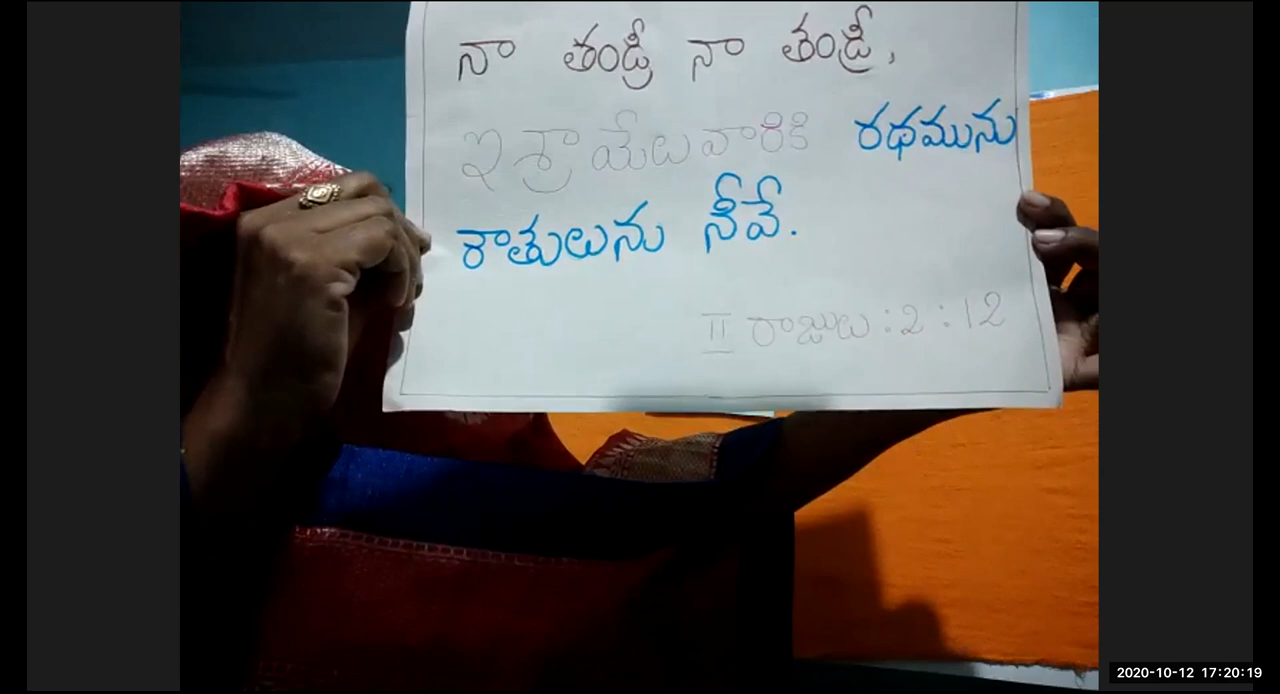 నా తండ్రీ నా తండ్రీ,
ఇశ్రాయేలువారికి రథమును
రౌతులును నీవే.
II రాజులు : 2 : 12
2020-10-12 17:20:19